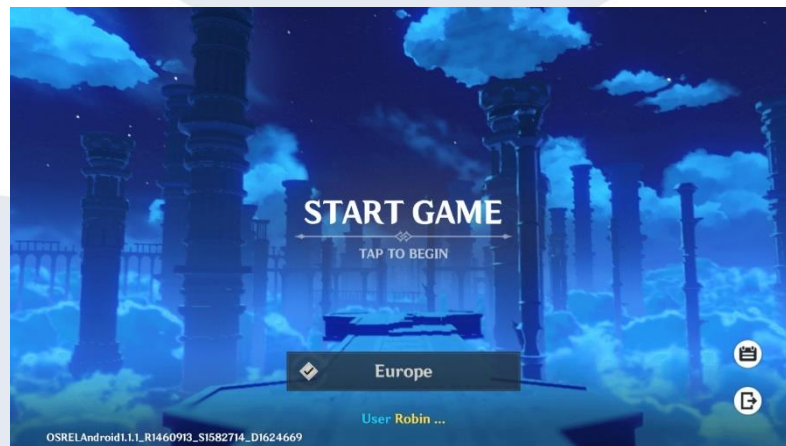 START GAME
TAP TO BEGIN
Europe
User Robin ...
OSRELAndroid1.1.1_R1460913_S1582714_D1624669